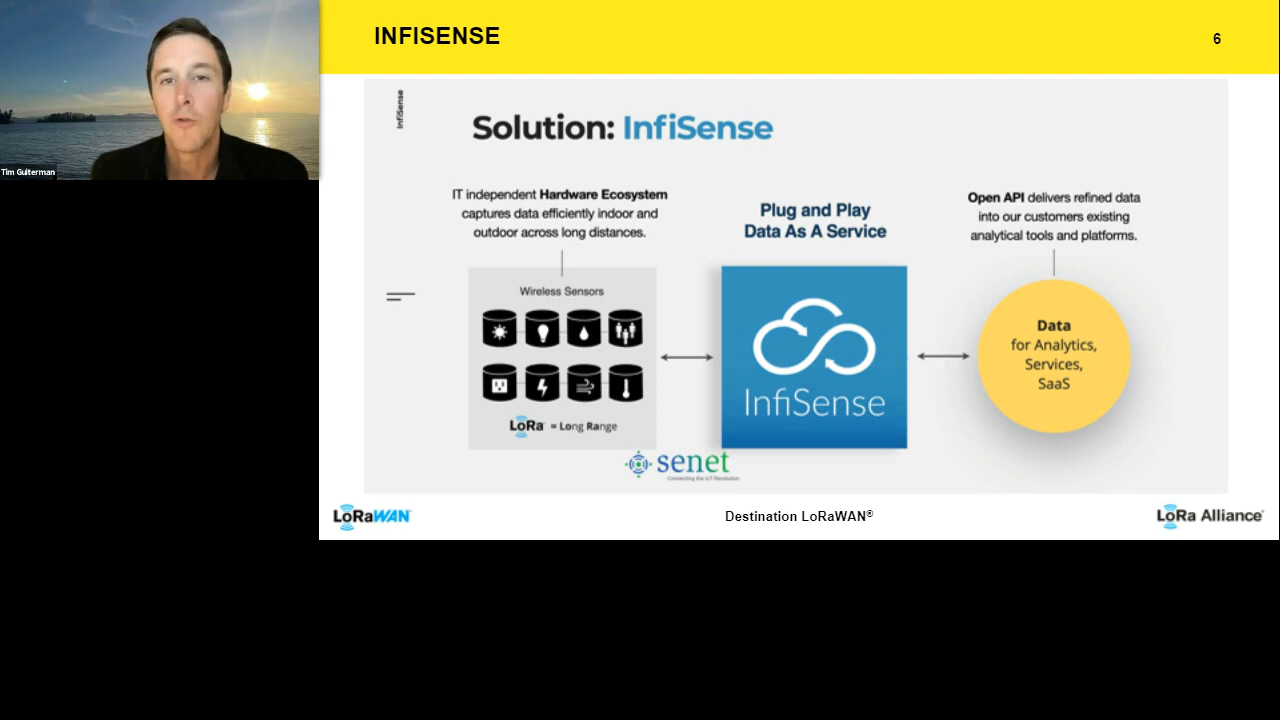 Tim Guiterman
INFISENSE
6
InfiSense
Solution: InfiSense
IT independent Hardware Ecosystem
captures data efficiently indoor and
outdoor across long distances.
Plug and Play
Data As A Service
Open API delivers refined data
into our customers existing
analytical tools and platforms.
Wireless Sensors
LoRa = Long Range
InfiSense
Data
for Analytics,
Services,
SaaS
senet
Connecting the IoT Revolution
LoRaWAN
Destination LoRaWAN®
LoRa Alliance